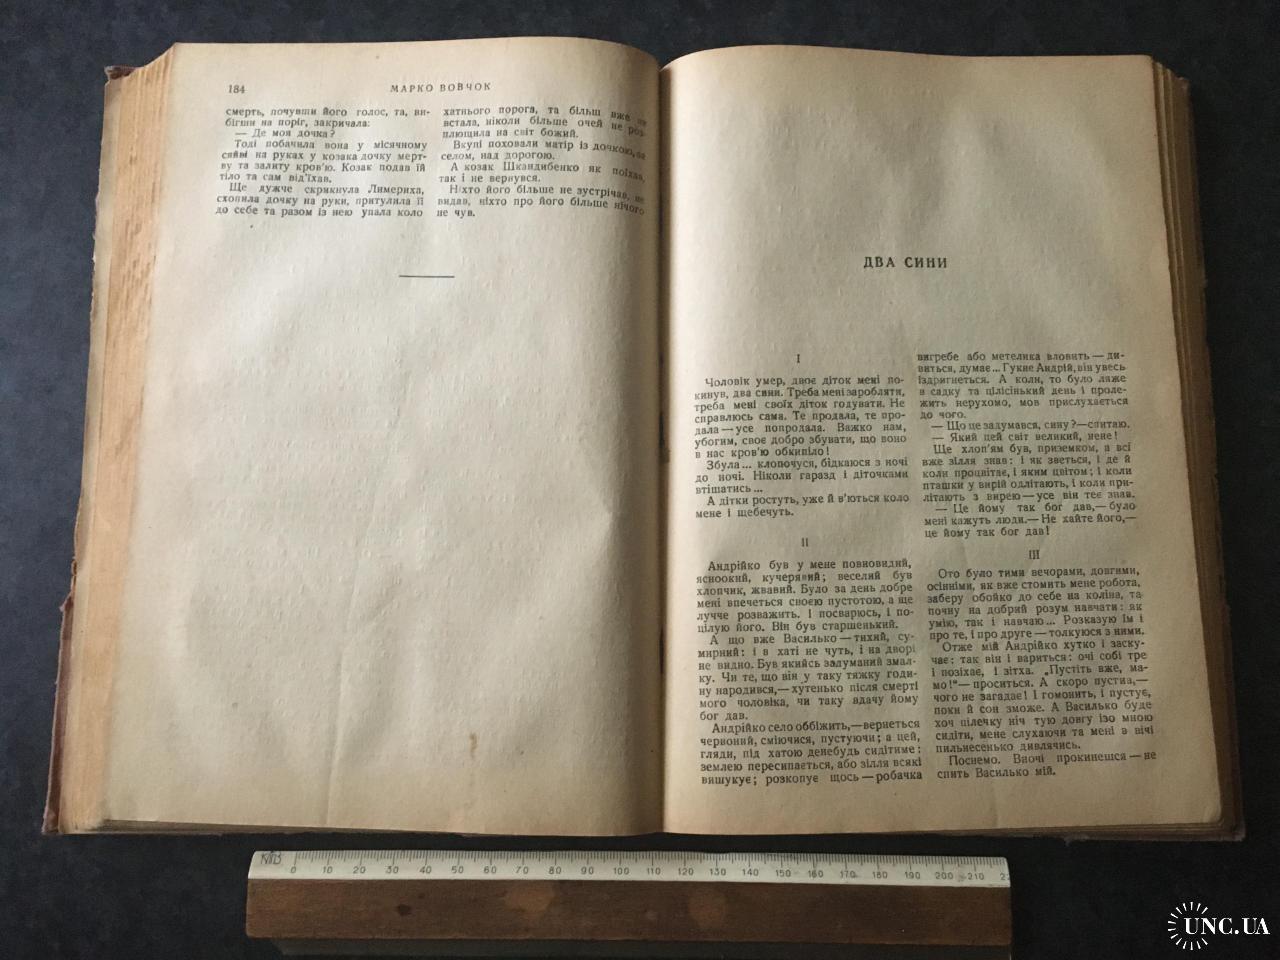 184
МАРКО ВОВЧОК
смерть, почувши його голос, та, ви-
бігши на поріг, закричала:
— Де моя дочка?
Тоді побачила вона у місячному
сяйві на руках у козака дочку мерт-
ву та залиту кров'ю. Козак подав їй
тіло та сам від'їхав.
Ще дужче скрикнула Лимериха,
схопила дочку на руки, притулила її
до себе та разом із нею упала коло
хатнього порога, та більш вже не
встала, ніколи більше очей не роз-
плющила на світ божий.
Вкупі поховали матір із дочкою, за
селом, над дорогою.
А козак Шкандибенко як поїхав,
так і не вернувся.
Ніхто його більше не зустрічав, не
видав, ніхто про його більше нічого
не чув.
ДВА СИНИ
I
Чоловік умер, двоє діток мені по-
кинув, два сини. Треба мені заробляти,
треба мені своїх діток годувати. Не
справлюсь сама. Те продала, те про-
дала — усе попродала. Важко нам,
убогим, своє добро збувати, що воно
в нас кров'ю обкипіло!
Збула... клопочуся, бідкаюся з ночі
до ночі. Ніколи гаразд і діточками
втішатись...
А дітки ростуть, уже й в'ються коло
мене і щебечуть.
II
Андрійко був у мене повновидий,
ясноокий, кучерявий; веселий був
хлопчик, жвавий. Було за день добре
мені впечеться своєю пустотою, а ще
лучче розважить. І посварюсь, і по-
цілую його. Він був старшенький.
А що вже Василько — тихий, су-
мирний: і в хаті не чуть, і на дворі
не видно. Був якийсь задуманий змал-
ку. Чи те, що він у таку тяжку годи-
ну народився,— хутенько після смерті
мого чоловіка, чи таку вдачу йому
бог дав.
Андрійко село оббіжить,—вернеться
червоний, сміючися, пустуючи; а цей,
гляди, під хатою денебудь сидітиме:
землею пересипається, або зілля всякі
вишукує; розкопує щось — робачка
вигребе або метелика вловить — ди-
виться, думає... Гукне Андрій, він увесь
іздригнеться. А коли, то було ляже
в садку та цілісінький день і проле-
жить нерухомо, мов прислухається
до чого.
— Що це задумався, сину?—спитаю.
— Який цей світ великий, нене!
Ще хлоп'ям був, приземком, а всі
вже зілля знав: і як зветься, і де й
коли процвітає, і яким цвітом; і коли
пташки у вирій одлітають, і коли при-
літають з вирею — усе він теє знав.
— Це йому так бог дав,— було
мені кажуть люди.— Не хайте його,—
це йому так бог дав!
III
Ото було тими вечорами, довгими,
осінніми, як вже стомить мене робота,
заберу обойко до себе на коліна, та
почну на добрий розум навчати: як
умію, так і навчаю... Розказую їм і
про те, і про друге — толкуюся з ними.
Отже мій Андрійко хутко і заску-
чає: так він і вариться: очі собі тре
і позіхає, і зітха. „Пустіть вже, ма-
мо!“— проситься. А скоро пустиа,—
чого не загадає! І гомонить, і пустує,
поки й сон зможе. А Василько буде
хоч цілечку ніч тую довгу ізо мною
сидіти, мене слухаючи та мені в вічі
пильнесенько дивлячись.
Поснемо. Вночі прокинешся — не
спить Василько мій.
0 10 20 30 40 50 60 70 80 90 100 110 120 130 140 150 160 170 180 190 200 210
UNC.UA